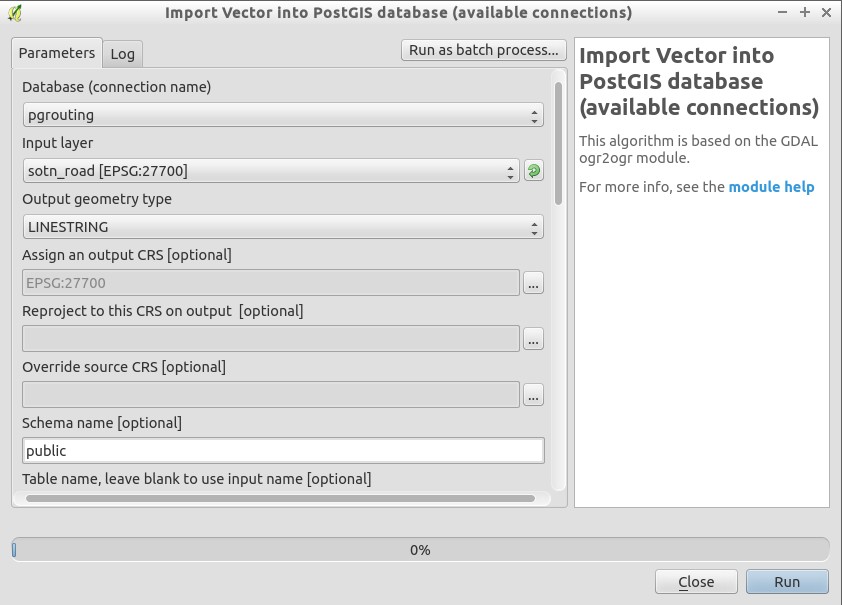 Import Vector into PostGIS database (available connections)
Parameters
Log
Run as batch process...
Database (connection name)
pgrouting
Input layer
sotn_road [EPSG:27700]
Output geometry type
LINESTRING
Assign an output CRS [optional]
EPSG:27700
...
Reproject to this CRS on output  [optional]
...
Override source CRS [optional]
...
Schema name [optional]
public
Table name, leave blank to use input name [optional]
Import Vector into
PostGIS database
(available connections)
This algorithm is based on the GDAL
ogr2ogr module.
For more info, see the module help
0%
Close
Run